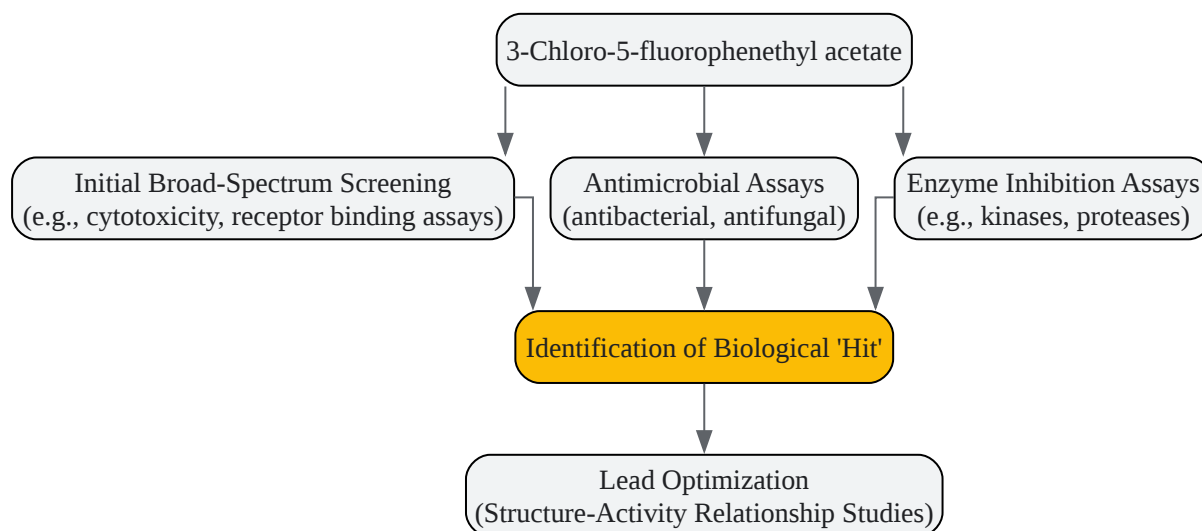 3-Chloro-5-fluorophenethyl acetate
Initial Broad-Spectrum Screening
(e.g., cytotoxicity, receptor binding assays)
Antimicrobial Assays
(antibacterial, antifungal)
Enzyme Inhibition Assays
(e.g., kinases, proteases)
Identification of Biological 'Hit'
Lead Optimization
(Structure-Activity Relationship Studies)